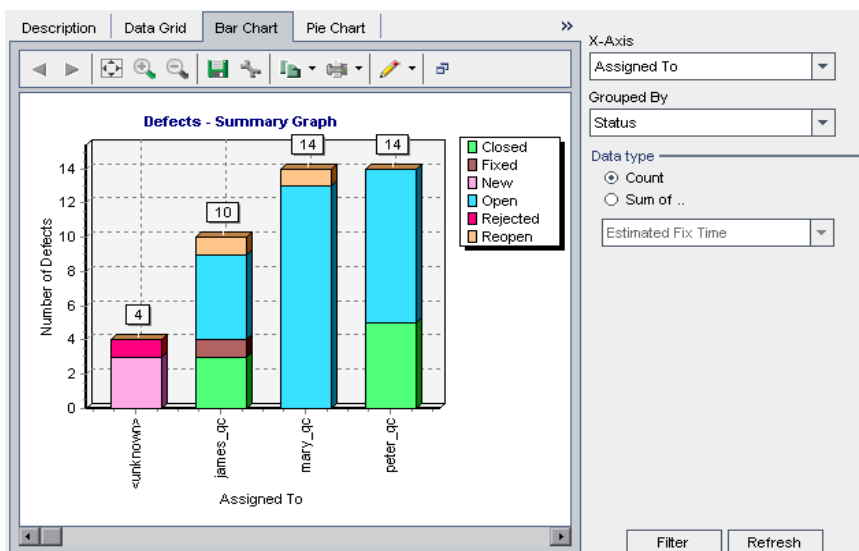 Description Data Grid Bar Chart Pie Chart »
Defects - Summary Graph
14 14
10
4
Closed
Fixed
New
Open
Rejected
Reopen
Number of Defects
14
12
10
8
6
4
2
0
<unknown> james_qc mary_qc peter_qc
Assigned To
X-Axis
Assigned To
Grouped By
Status
Data type
Count
Sum of ..
Estimated Fix Time
Filter Refresh